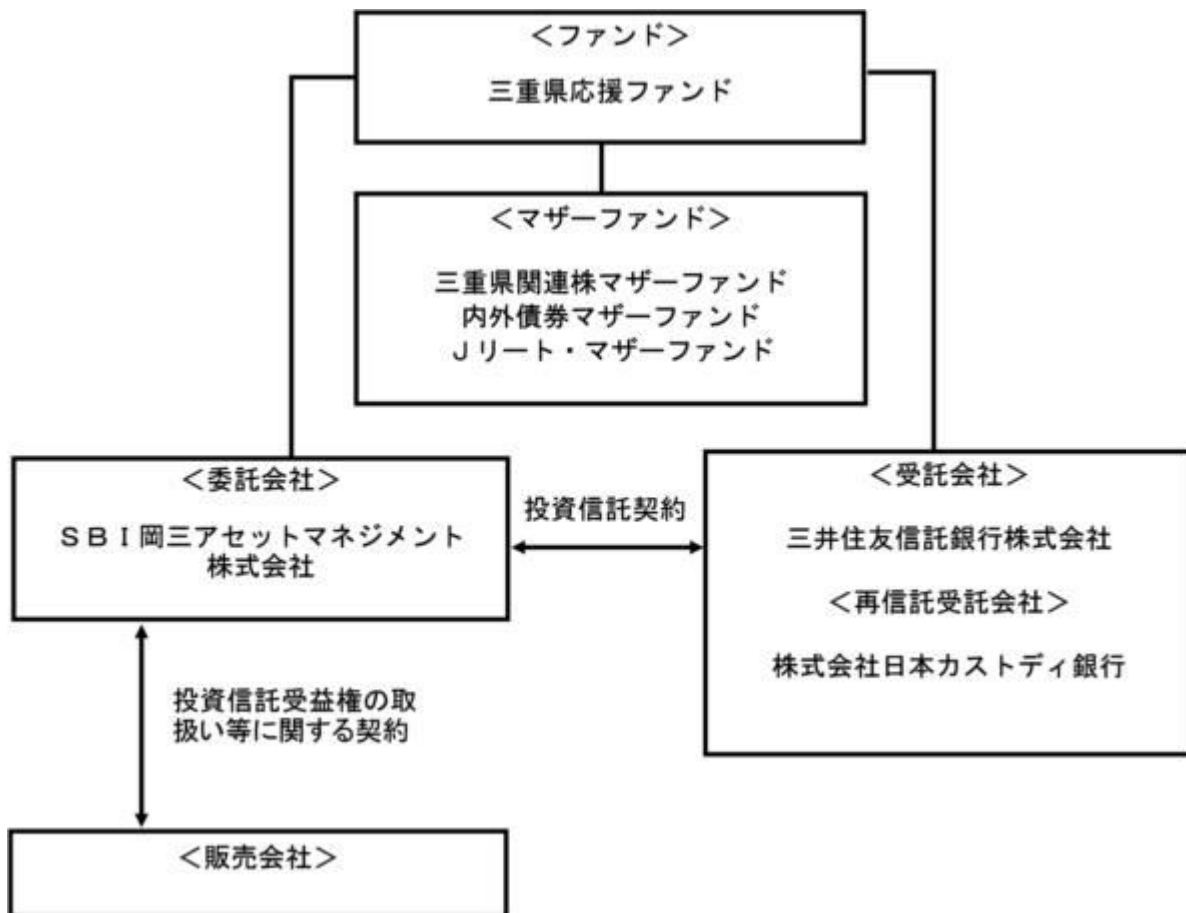 ＜ファンド＞
三重県応援ファンド
＜マザーファンド＞
三重県関連株マザーファンド
内外債券マザーファンド
Ｊリート・マザーファンド
＜委託会社＞
ＳＢＩ岡三アセットマネジメント
株式会社
投資信託契約
＜受託会社＞
三井住友信託銀行株式会社
＜再信託受託会社＞
株式会社日本カストディ銀行
投資信託受益権の取
扱い等に関する契約
＜販売会社＞